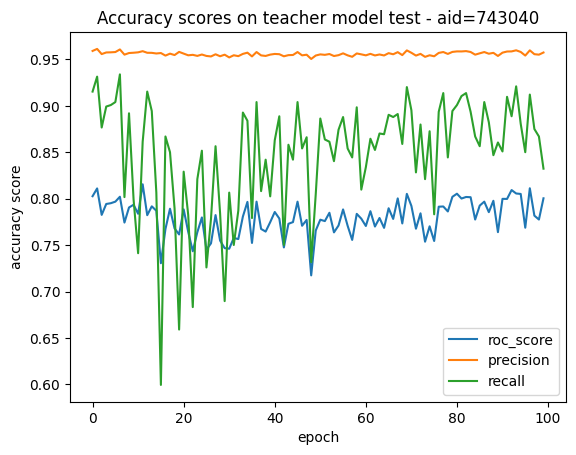 Accuracy scores on teacher model test - aid=743040
accuracy score
0.95
0.90
0.85
0.80
0.75
0.70
0.65
0.60
roc_score
precision
recall
0 20 40 60 80 100
epoch